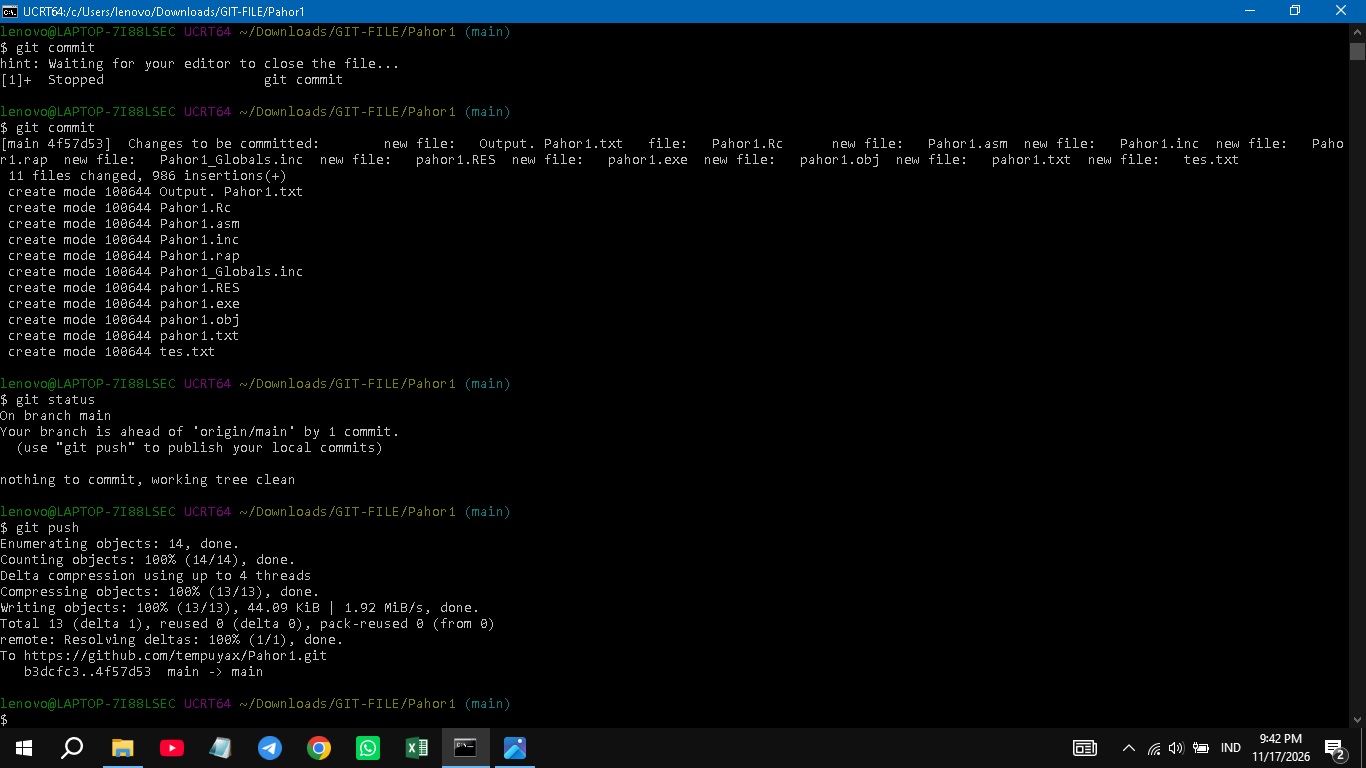 UCRT64:/c/Users/lenovo/Downloads/GIT-FILE/Pahor1
lenovo@LAPTOP-7I88LSEC UCRT64 ~/Downloads/GIT-FILE/Pahor1 (main)
$ git commit
hint: Waiting for your editor to close the file...
[1]+  Stopped                 git commit
lenovo@LAPTOP-7I88LSEC UCRT64 ~/Downloads/GIT-FILE/Pahor1 (main)
$ git commit
[main 4f57d53]  Changes to be committed:        new file:   Output. Pahor1.txt   file:   Pahor1.Rc      new file:   Pahor1.asm  new file:   Pahor1.inc  new file:   Paho
r1.rap  new file:   Pahor1_Globals.inc  new file:   pahor1.RES  new file:   pahor1.exe  new file:   pahor1.obj  new file:   pahor1.txt  new file:   tes.txt
 11 files changed, 986 insertions(+)
 create mode 100644 Output. Pahor1.txt
 create mode 100644 Pahor1.Rc
 create mode 100644 Pahor1.asm
 create mode 100644 Pahor1.inc
 create mode 100644 Pahor1.rap
 create mode 100644 Pahor1_Globals.inc
 create mode 100644 pahor1.RES
 create mode 100644 pahor1.exe
 create mode 100644 pahor1.obj
 create mode 100644 pahor1.txt
 create mode 100644 tes.txt
lenovo@LAPTOP-7I88LSEC UCRT64 ~/Downloads/GIT-FILE/Pahor1 (main)
$ git status
On branch main
Your branch is ahead of 'origin/main' by 1 commit.
  (use "git push" to publish your local commits)
nothing to commit, working tree clean
lenovo@LAPTOP-7I88LSEC UCRT64 ~/Downloads/GIT-FILE/Pahor1 (main)
$ git push
Enumerating objects: 14, done.
Counting objects: 100% (14/14), done.
Delta compression using up to 4 threads
Compressing objects: 100% (13/13), done.
Writing objects: 100% (13/13), 44.09 KiB | 1.92 MiB/s, done.
Total 13 (delta 1), reused 0 (delta 0), pack-reused 0 (from 0)
remote: Resolving deltas: 100% (1/1), done.
To https://github.com/tempuyax/Pahor1.git
   b3dcfc3..4f57d53  main -> main
lenovo@LAPTOP-7I88LSEC UCRT64 ~/Downloads/GIT-FILE/Pahor1 (main)
$
IND
9:42 PM
11/17/2026
2